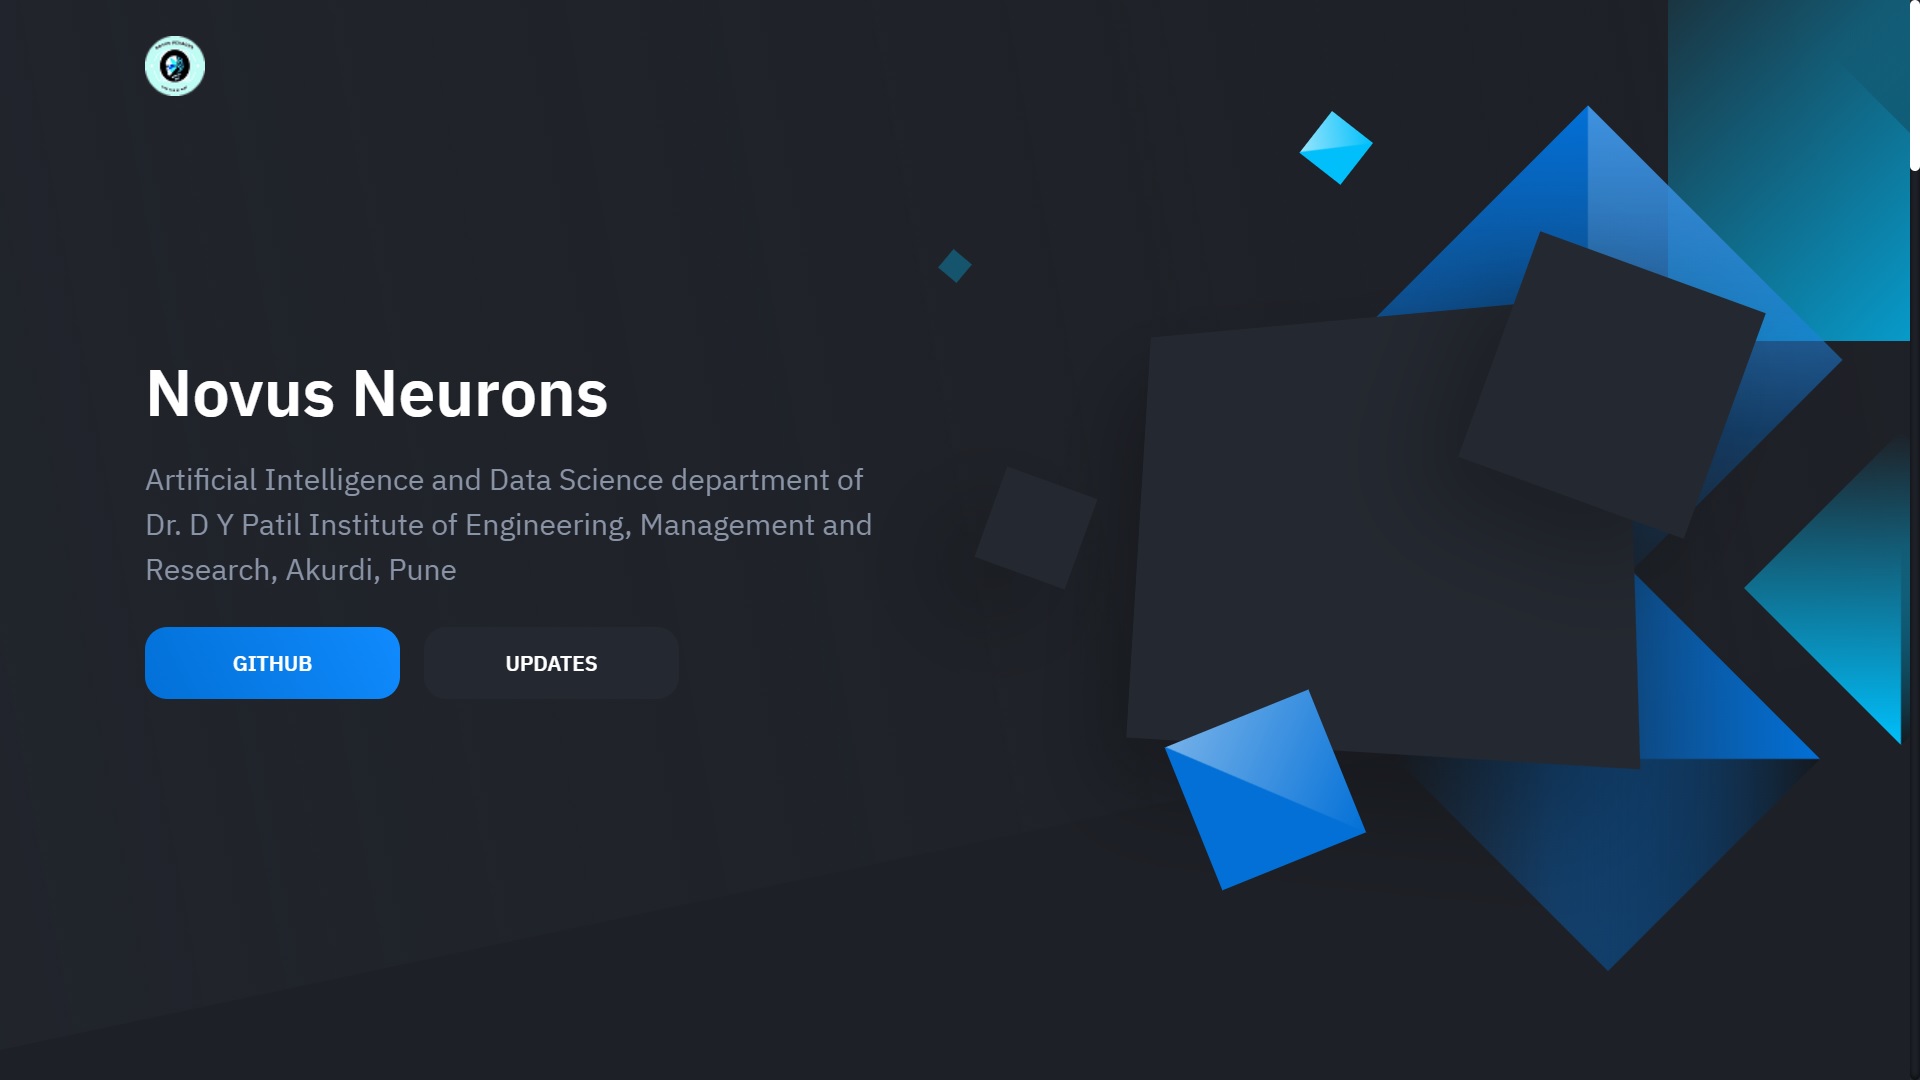 Novus Neurons
Artificial Intelligence and Data Science department of
Dr. D Y Patil Institute of Engineering, Management and
Research, Akurdi, Pune
GITHUB
UPDATES